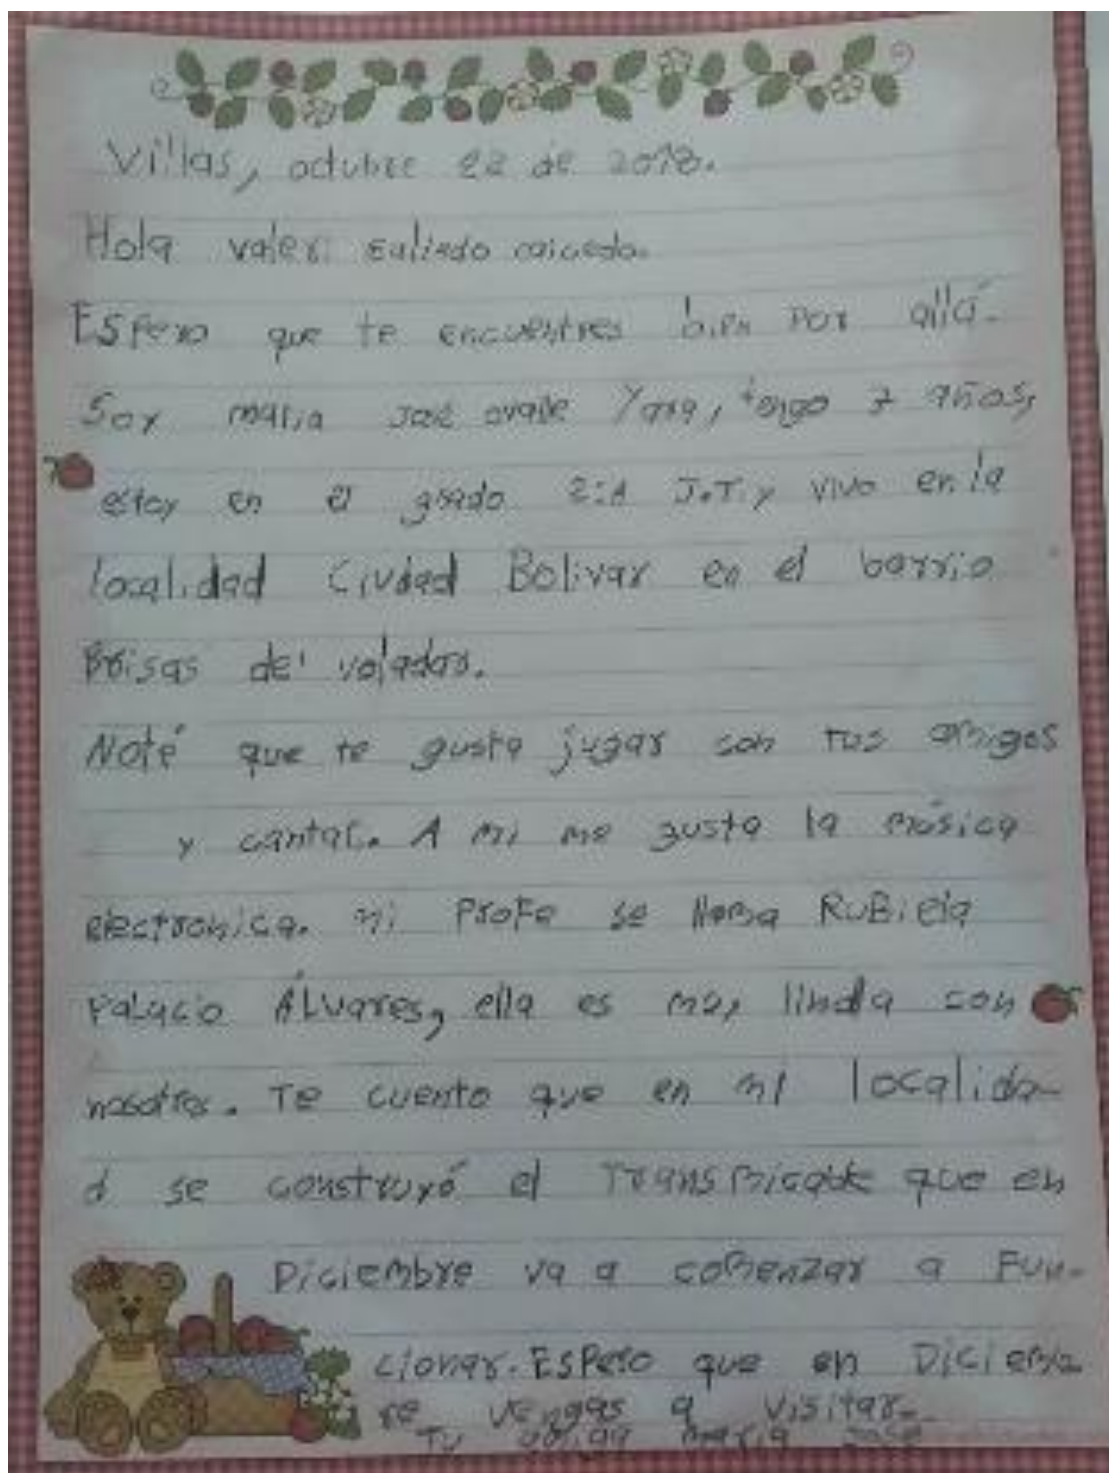 Villas, octubre 22 de 2018.
Hola valeri caicedo.
Espero que te encuentres bien por allá.
Soy maria José ovalle Yara, tengo 7 años,
estoy en el grado 2:A J.T. y vivo en la
localidad Ciudad Bolivar en el barrio
Brisas del volador.
Noté que te gusta jugar con tus amigos
y cantar. A mi me gusta la música
electronica. mi Profe se llama RuBiela
Palacio Álvares, ella es muy linda con
nosotros. Te cuento que en mi localida-
d se construyó el TransMicable que en
Diciembre va a comenzar a Fun-
cionar. Espero que en Diciemb
re vengas a visitar.
Tu amiga maria José